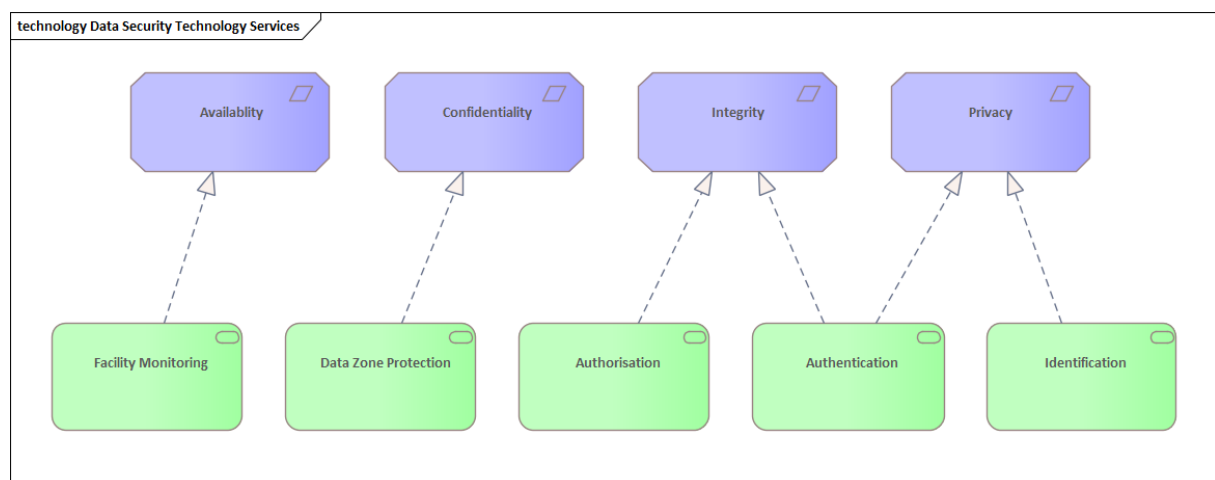 technology Data Security Technology Services
Availablity
Confidentiality
Integrity
Privacy
Facility Monitoring
Data Zone Protection
Authorisation
Authentication
Identification